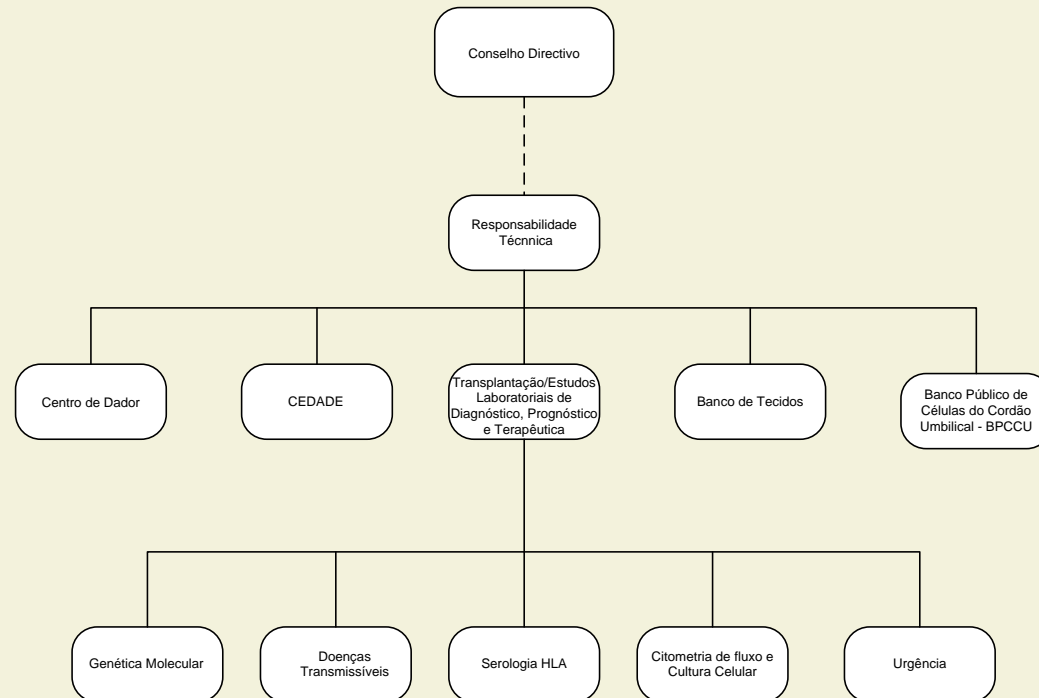 Conselho Directivo
Responsabilidade
Técnnica
Centro de Dador
CEDADE
Transplantação/Estudos
Laboratoriais de
Diagnóstico, Prognóstico
e Terapêutica
Banco de Tecidos
Banco Público de
Células do Cordão
Umbilical - BPCCU
Genética Molecular
Doenças
Transmissíveis
Serologia HLA
Citometria de fluxo e
Cultura Celular
Urgência